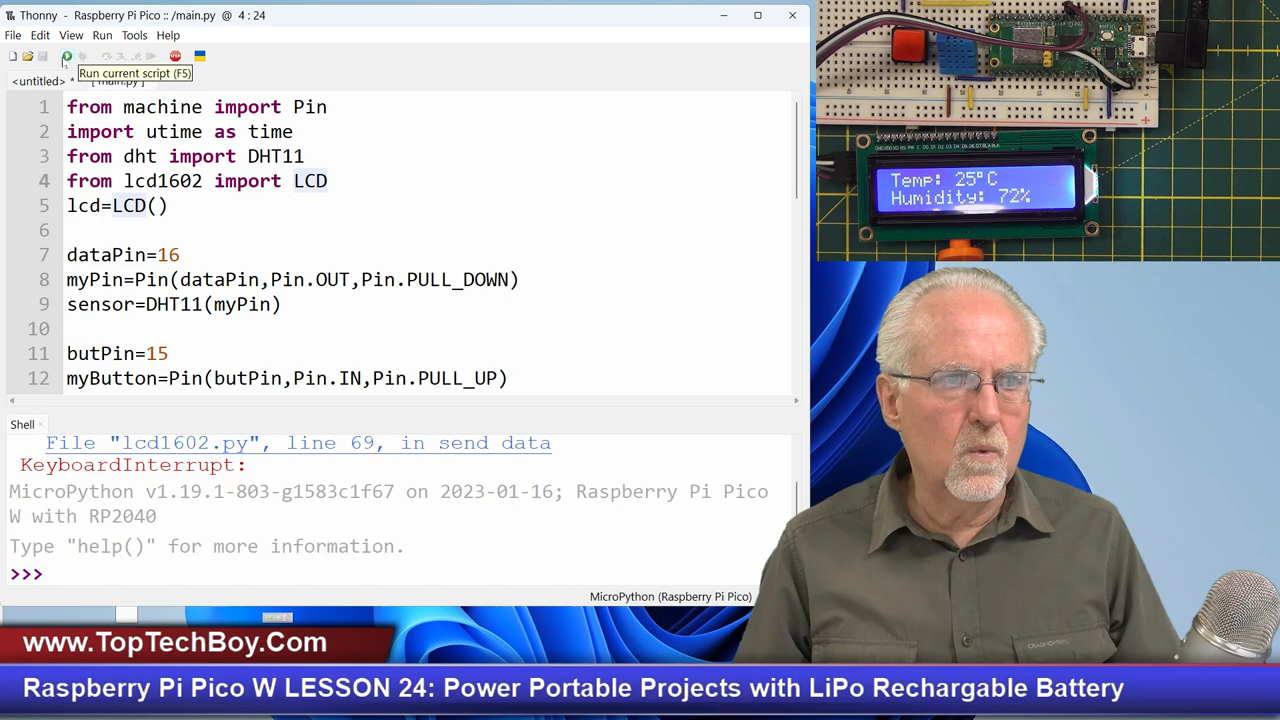 Thonny - Raspberry Pi Pico :: /main.py @ 4 : 24
File Edit View Run Tools Help
Run current script (F5)
<untitled> *
[ main.py ]
1 from machine import Pin
2 import utime as time
3 from dht import DHT11
4 from lcd1602 import LCD
5 lcd=LCD()
6
7 dataPin=16
8 myPin=Pin(dataPin,Pin.OUT,Pin.PULL_DOWN)
9 sensor=DHT11(myPin)
10
11 butPin=15
12 myButton=Pin(butPin,Pin.IN,Pin.PULL_UP)
Shell
File "lcd1602.py", line 69, in send data
KeyboardInterrupt:
MicroPython v1.19.1-803-g1583c1f67 on 2023-01-16; Raspberry Pi Pico
W with RP2040
Type "help()" for more information.
>>>
MicroPython (Raspberry Pi Pico)
Temp: 25°C
Humidity: 72%
www.TopTechBoy.Com
Raspberry Pi Pico W LESSON 24: Power Portable Projects with LiPo Rechargable Battery